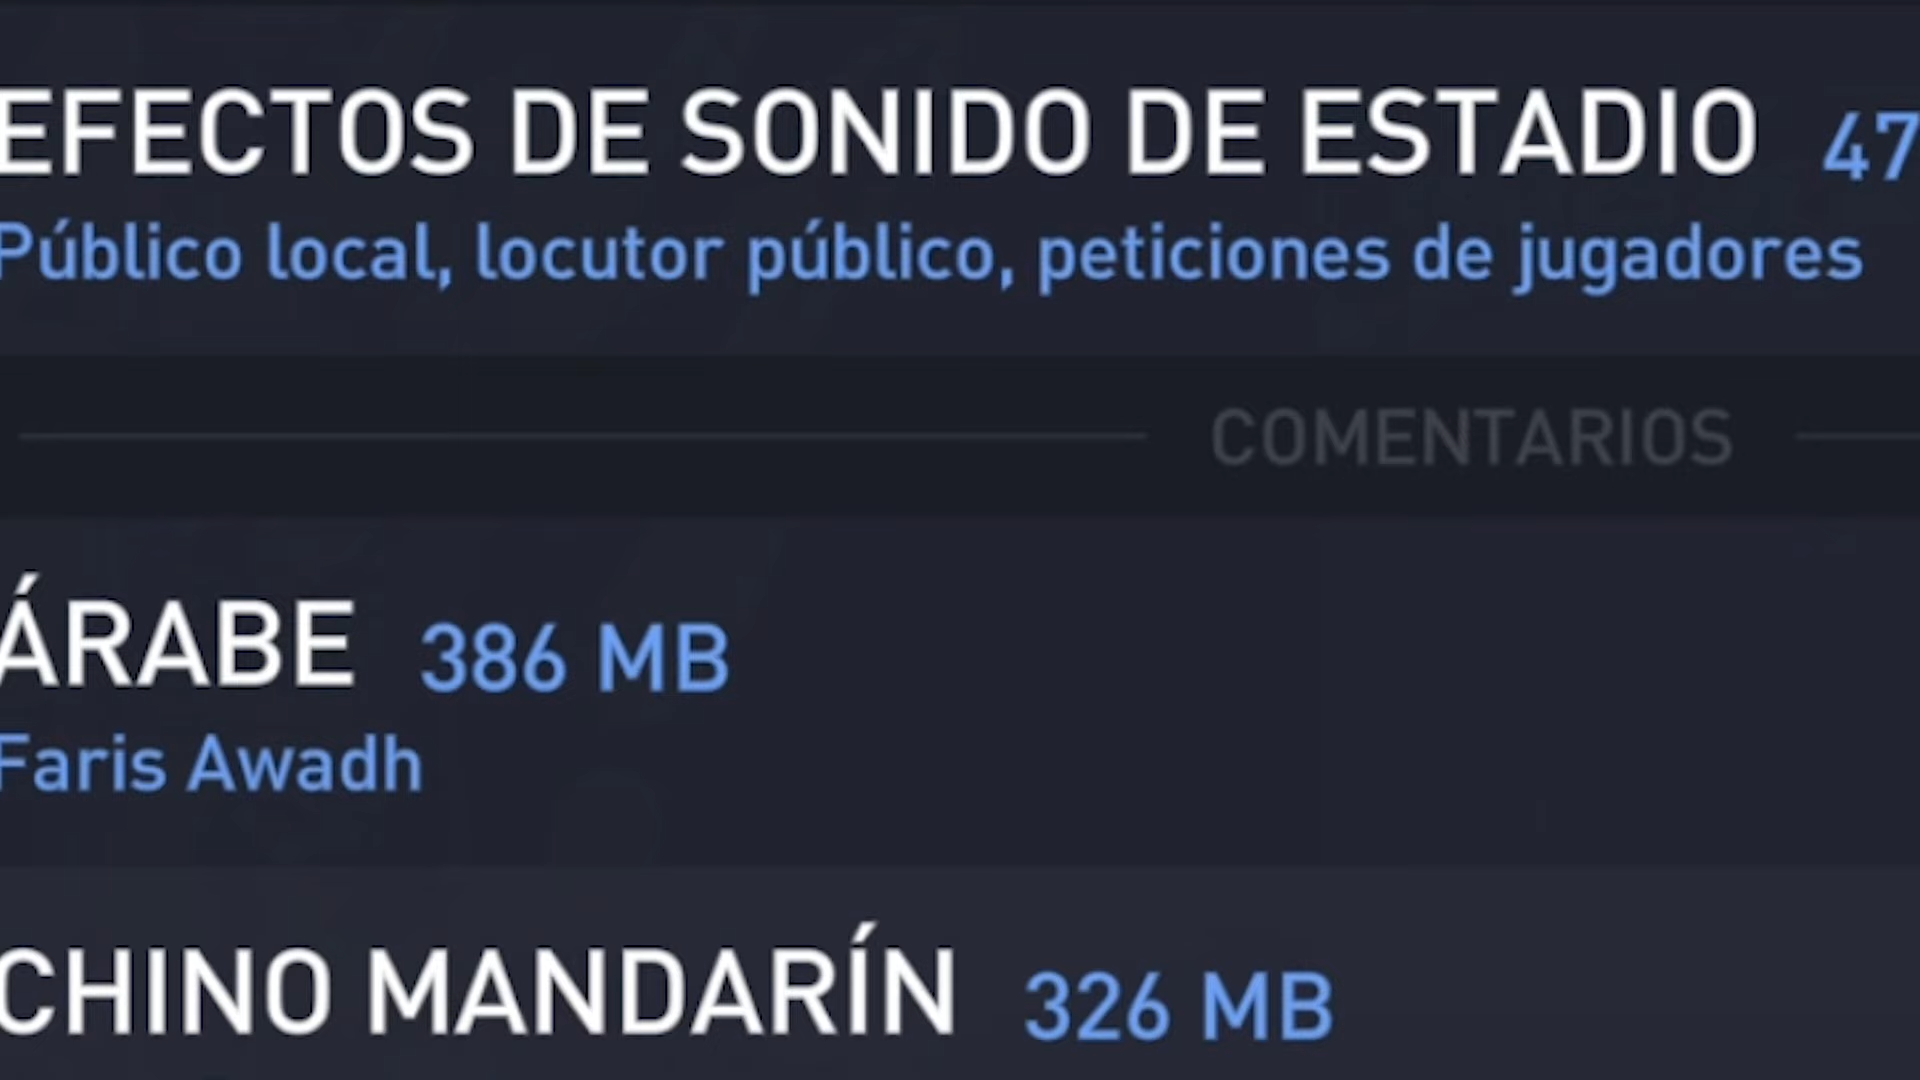 EFECTOS DE SONIDO DE ESTADIO 47
Público local, locutor público, peticiones de jugadores
COMENTARIOS
ÁRABE 386 MB
Faris Awadh
CHINO MANDARÍN 326 MB